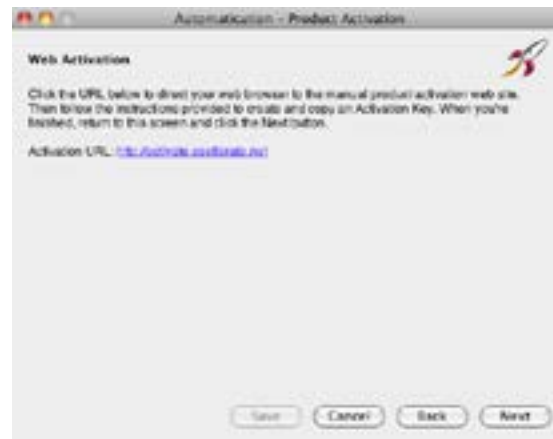 Automatication - Product Activation
Web Activation
Click the URL below to direct your web browser to the manual product activation web site.
Then follow the instructions provided to create and copy an Activation Key. When you're
finished, return to this screen and click the Next button.
Activation URL:
Save Cancel Back Next